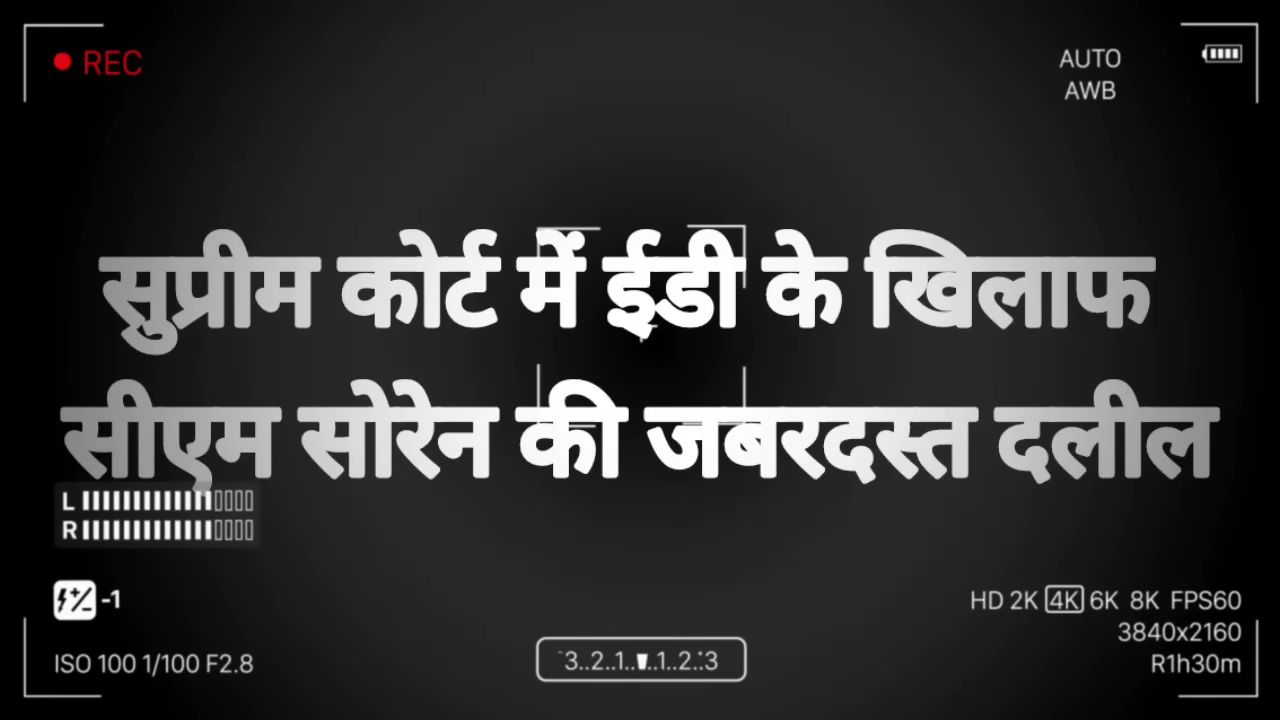 REC
AUTO
AWB
सुप्रीम कोर्ट में ईडी के खिलाफ
सीएम सोरेन की जबरदस्त दलील
L
R
-1
HD 2K 4K 6K 8K FPS60
3840x2160
ISO 100 1/100 F2.8
3..2..1..▮..1..2..3
R1h30m